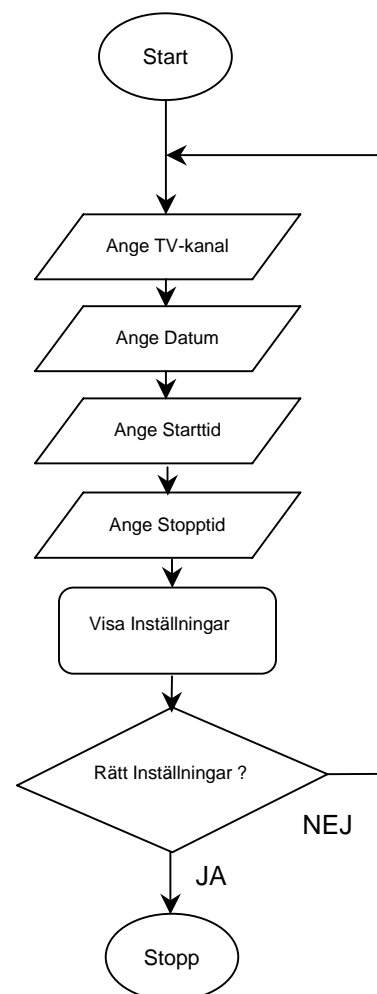 Start
Ange TV-kanal
Ange Datum
Ange Starttid
Ange Stopptid
Visa Inställningar
Rätt Inställningar ?
NEJ
JA
Stopp